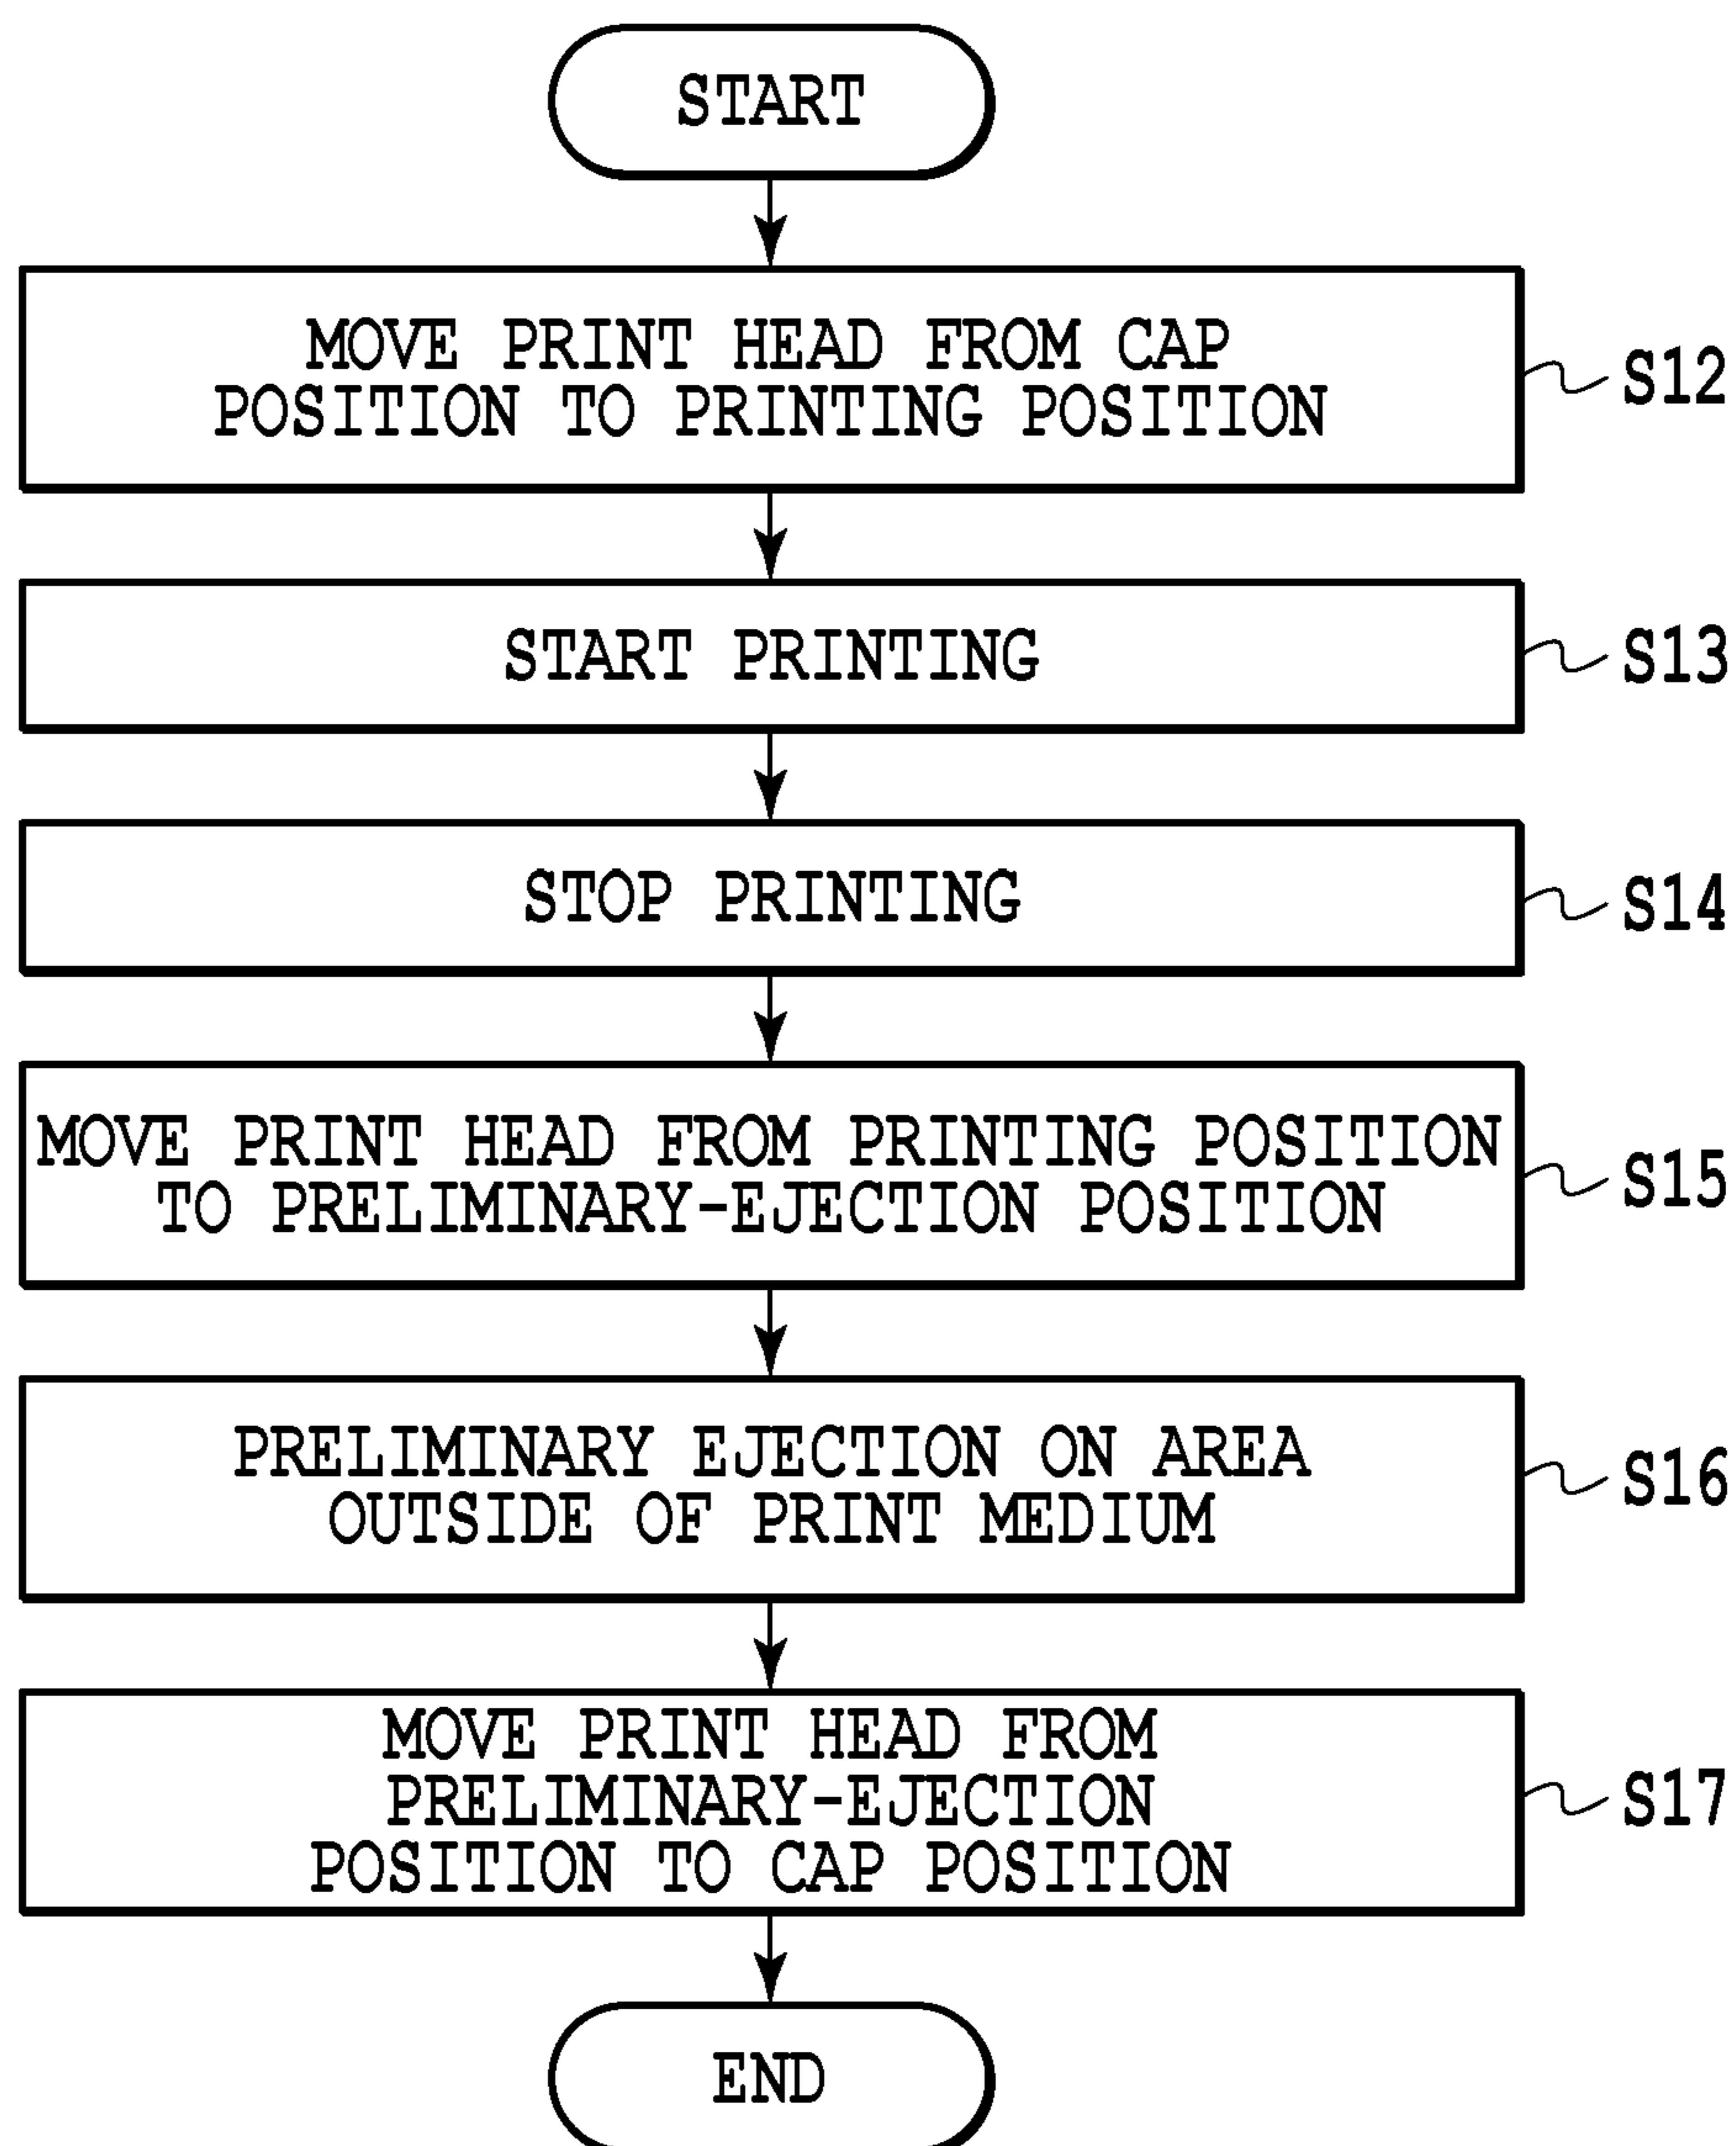 START
MOVE PRINT HEAD FROM CAP
POSITION TO PRINTING POSITION
S12
START PRINTING
S13
STOP PRINTING
S14
MOVE PRINT HEAD FROM PRINTING POSITION
TO PRELIMINARY-EJECTION POSITION
S15
PRELIMINARY EJECTION ON AREA
OUTSIDE OF PRINT MEDIUM
S16
MOVE PRINT HEAD FROM
PRELIMINARY-EJECTION
POSITION TO CAP POSITION
S17
END